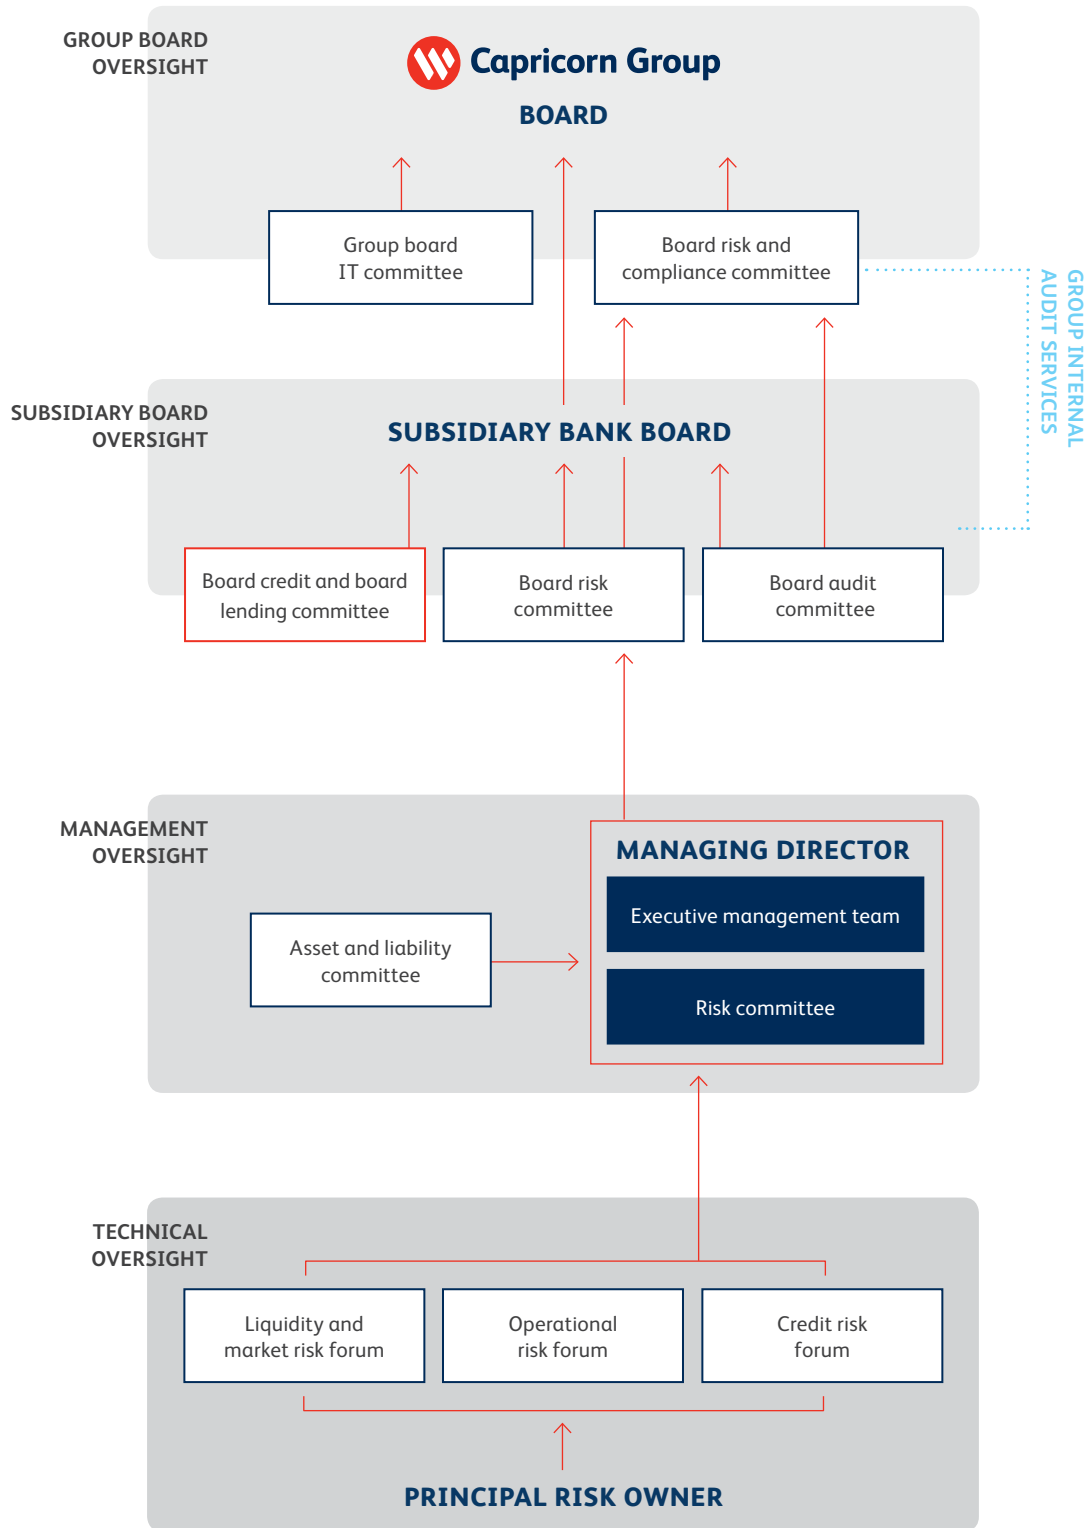 GROUP BOARD
OVERSIGHT
Capricorn Group
BOARD
Group board
IT committee
Board risk and
compliance committee
GROUP INTERNAL
AUDIT SERVICES
SUBSIDIARY BOARD
OVERSIGHT
SUBSIDIARY BANK BOARD
Board credit and board
lending committee
Board risk
committee
Board audit
committee
MANAGEMENT
OVERSIGHT
MANAGING DIRECTOR
Executive management team
Asset and liability
committee
Risk committee
TECHNICAL
OVERSIGHT
Liquidity and
market risk forum
Operational
risk forum
Credit risk
forum
PRINCIPAL RISK OWNER